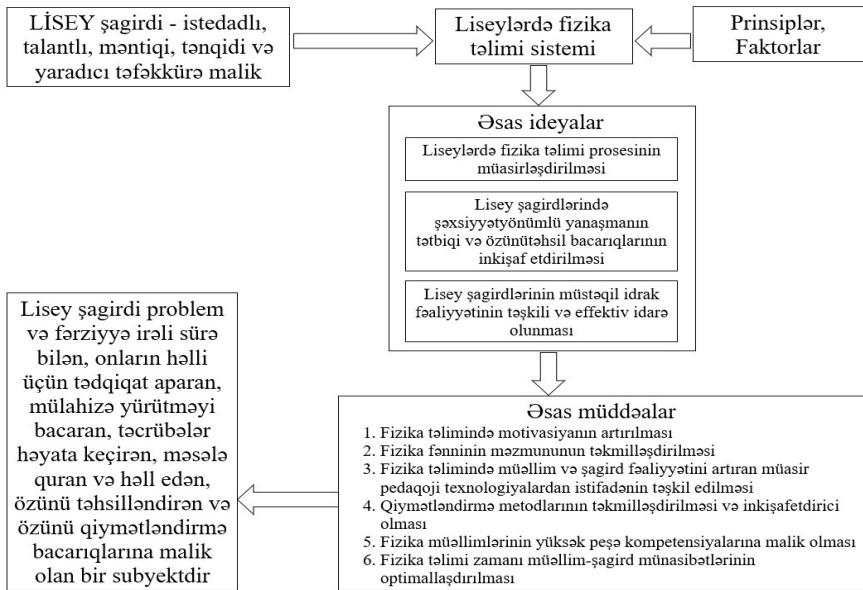 LİSEY şagirdi - istedadlı,
talantlı, məntiqi, tənqidi və
yaradıcı təfəkkürə malik
Liseylərdə fizika
təlimi sistemi
Prinsiplər,
Faktorlar
Əsas ideyalar
Liseylərdə fizika təlimi prosesinin
müasirləşdirilməsi
Lisey şagirdlərində
şəxsiyyətyönümlü yanaşmanın
tətbiqi və özünütəhsil bacarıqlarının
inkişaf etdirilməsi
Lisey şagirdlərinin müstəqil idrak
fəaliyyətinin təşkili və effektiv idarə
olunması
Əsas müddəalar
1. Fizika təlimində motivasiyanın artırılması
2. Fizika fənninin məzmununun təkmilləşdirilməsi
3. Fizika təlimində müəllim və şagird fəaliyyətini artıran müasir
pedaqoji texnologiyalardan istifadənin təşkil edilməsi
4. Qiymətləndirmə metodlarının təkmilləşdirilməsi və inkişafetdirici
olması
5. Fizika müəllimlərinin yüksək peşə kompetensiyalarına malik olması
6. Fizika təlimi zamanı müəllim-şagird münasibətlərinin
optimallaşdırılması
Lisey şagirdi problem
və fərziyyə irəli sürə
bilən, onların həlli
üçün tədqiqat aparan,
mülahizə yürütməyi
bacaran, təcrübələr
həyata keçirən, məsələ
quran və həll edən,
özünü təhsilləndirən və
özünü qiymətləndirmə
bacarıqlarına malik
olan bir subyektdir